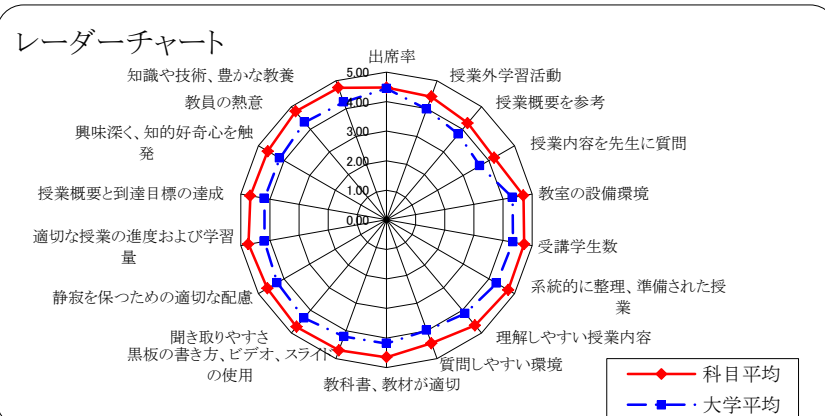 レーダーチャート
出席率
授業外学習活動
授業概要を参考
授業内容を先生に質問
教室の設備環境
受講学生数
系統的に整理、準備された授
業
理解しやすい授業内容
質問しやすい環境
教科書、教材が適切
黒板の書き方、ビデオ、スライド
の使用
聞き取りやすさ
静寂を保つための適切な配慮
適切な授業の進度および学習
量
授業概要と到達目標の達成
興味深く、知的好奇心を触
発
教員の熱意
知識や技術、豊かな教養
5.00
4.00
3.00
2.00
1.00
0.00
科目平均
大学平均